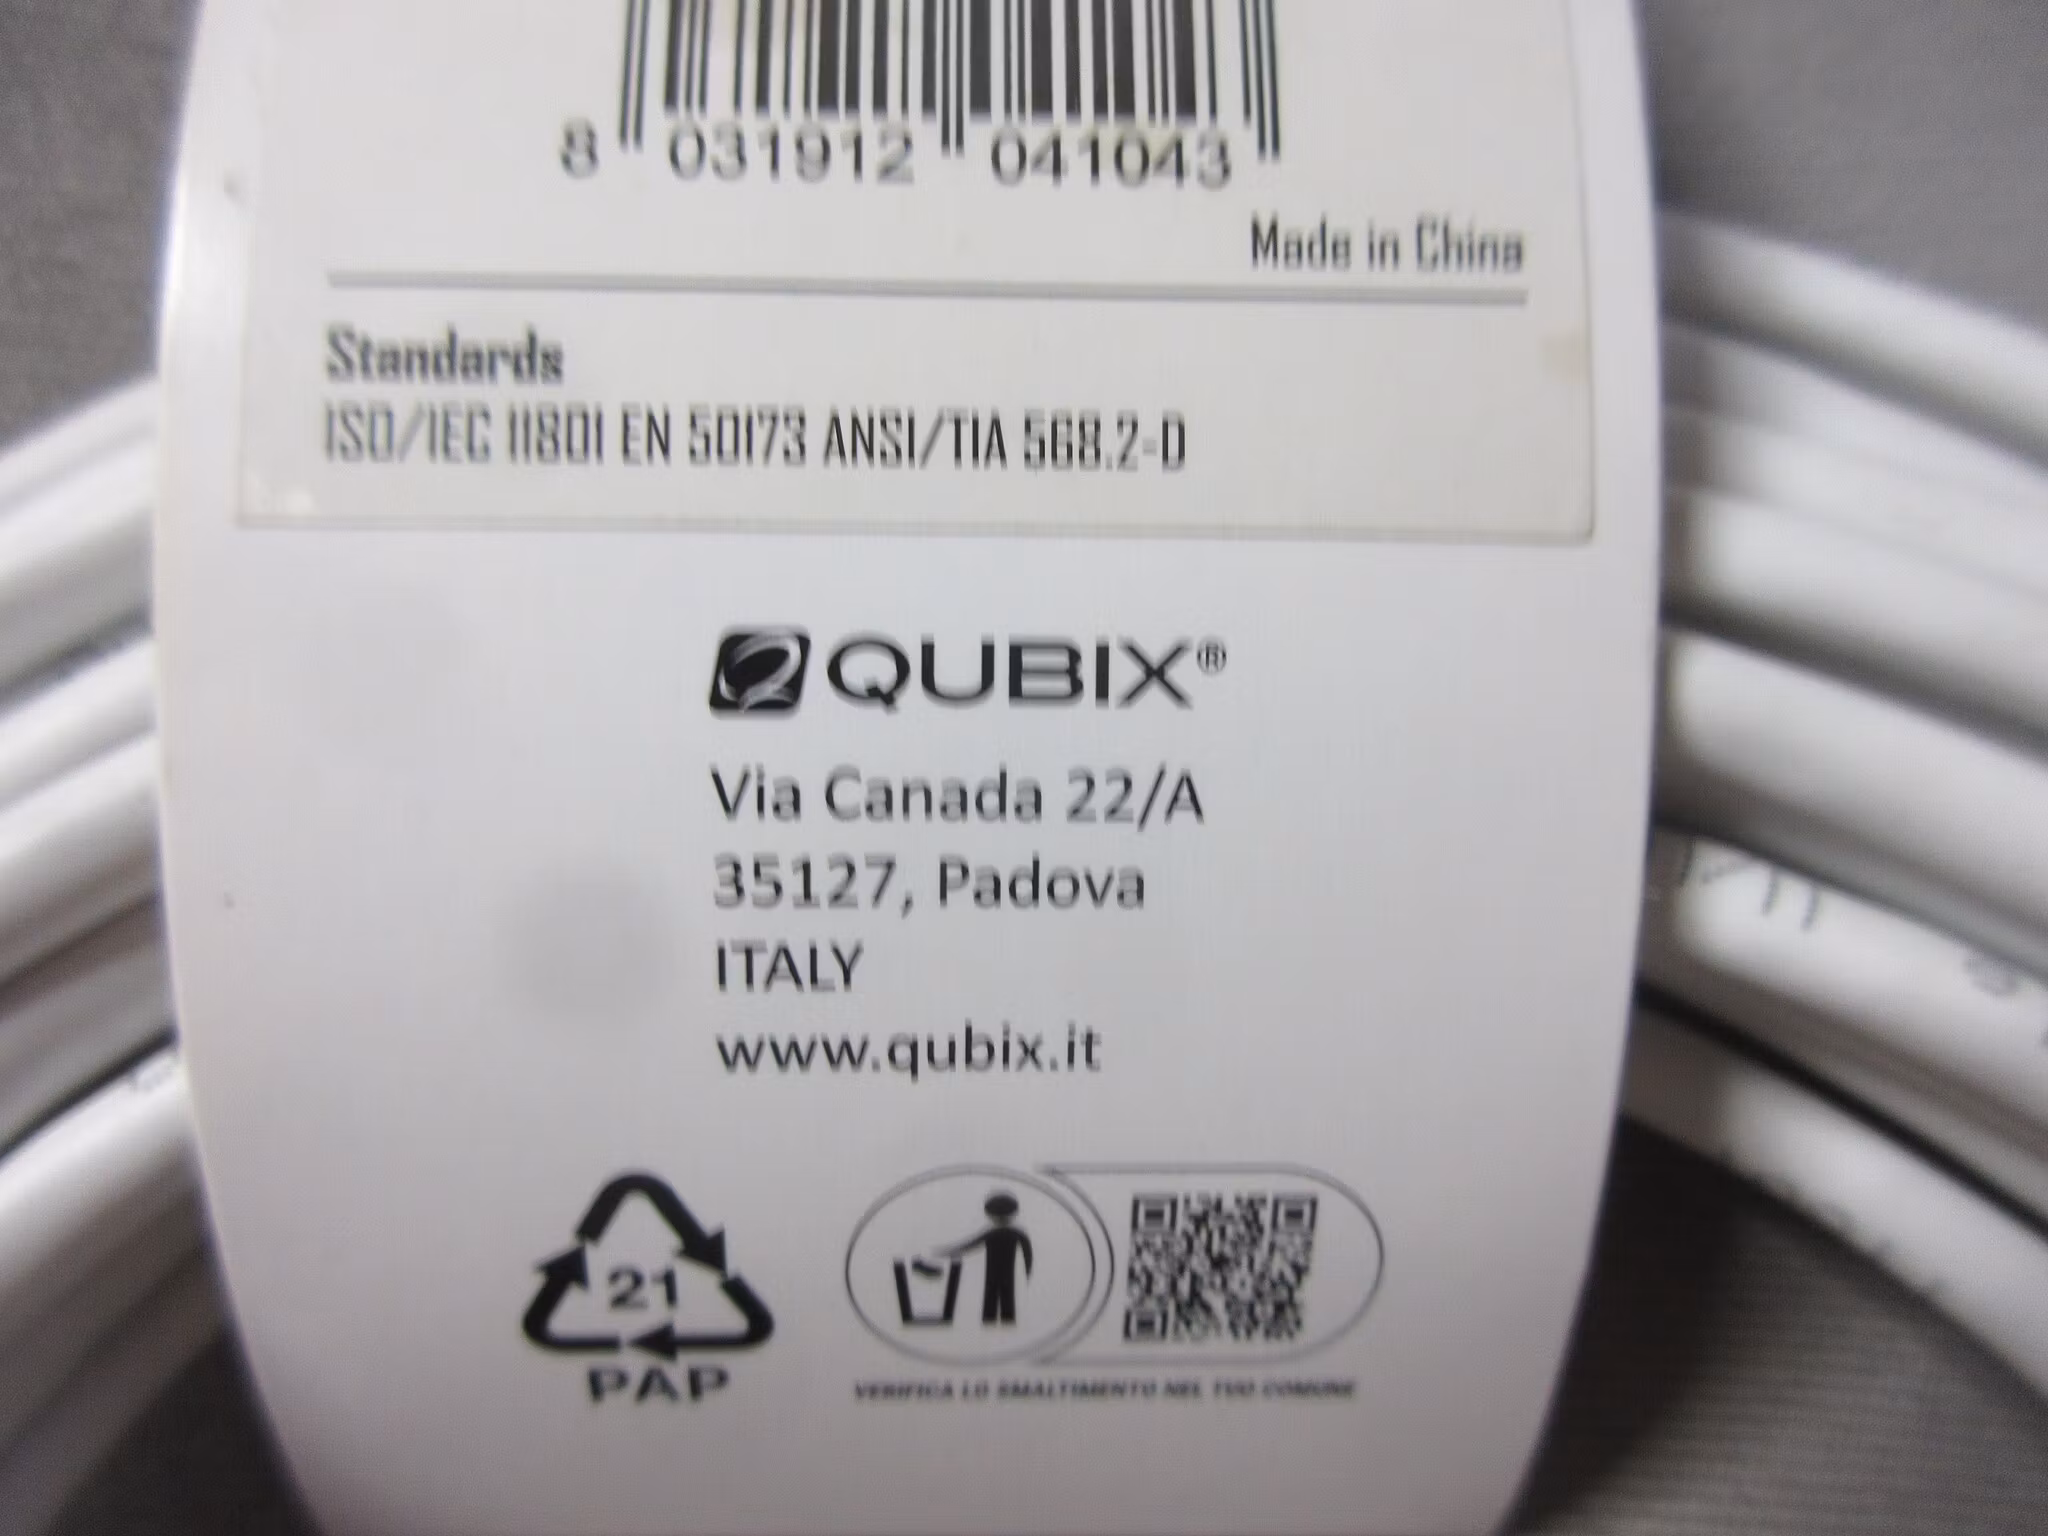 8 031912 041043
Made in China
Standards
ISO/IEC 11801 EN 50173 ANSI/TIA 568.2-D
QUBIX®
Via Canada 22/A
35127, Padova
ITALY
www.qubix.it
21
PAP
VERIFICA LO SMALTIMENTO NEL TUO COMUNE